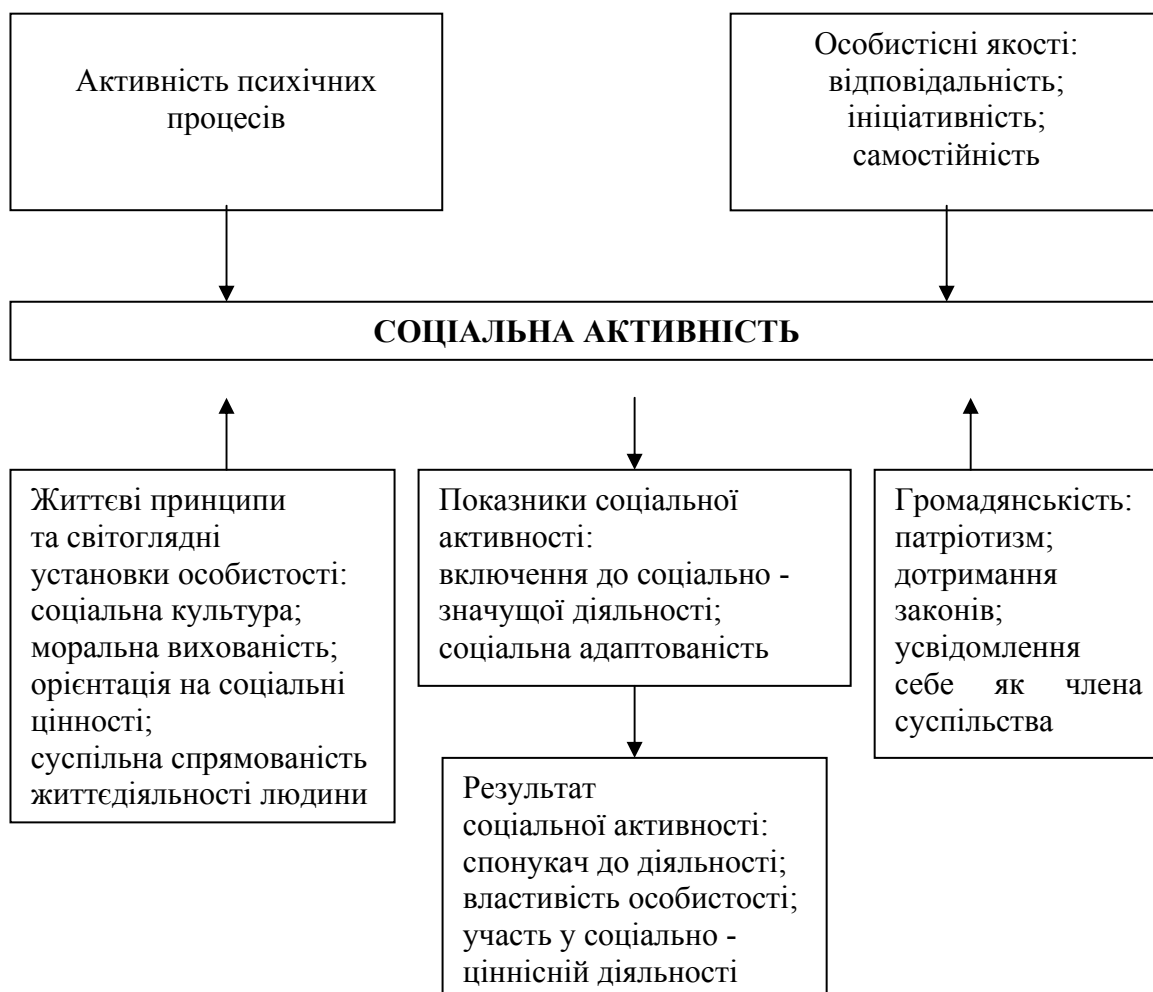 Активність психічних
процесів
Особистісні якості:
відповідальність;
ініціативність;
самостійність
СОЦІАЛЬНА АКТИВНІСТЬ
Життєві принципи
та світоглядні
установки особистості:
соціальна культура;
моральна вихованість;
орієнтація на соціальні
цінності;
суспільна спрямованість
життєдіяльності людини
Показники соціальної
активності:
включення до соціально -
значущої діяльності;
соціальна адаптованість
Громадянськість:
патріотизм;
дотримання
законів;
усвідомлення
себе як члена
суспільства
Результат
соціальної активності:
спонукач до діяльності;
властивість особистості;
участь у соціально -
ціннісній діяльності